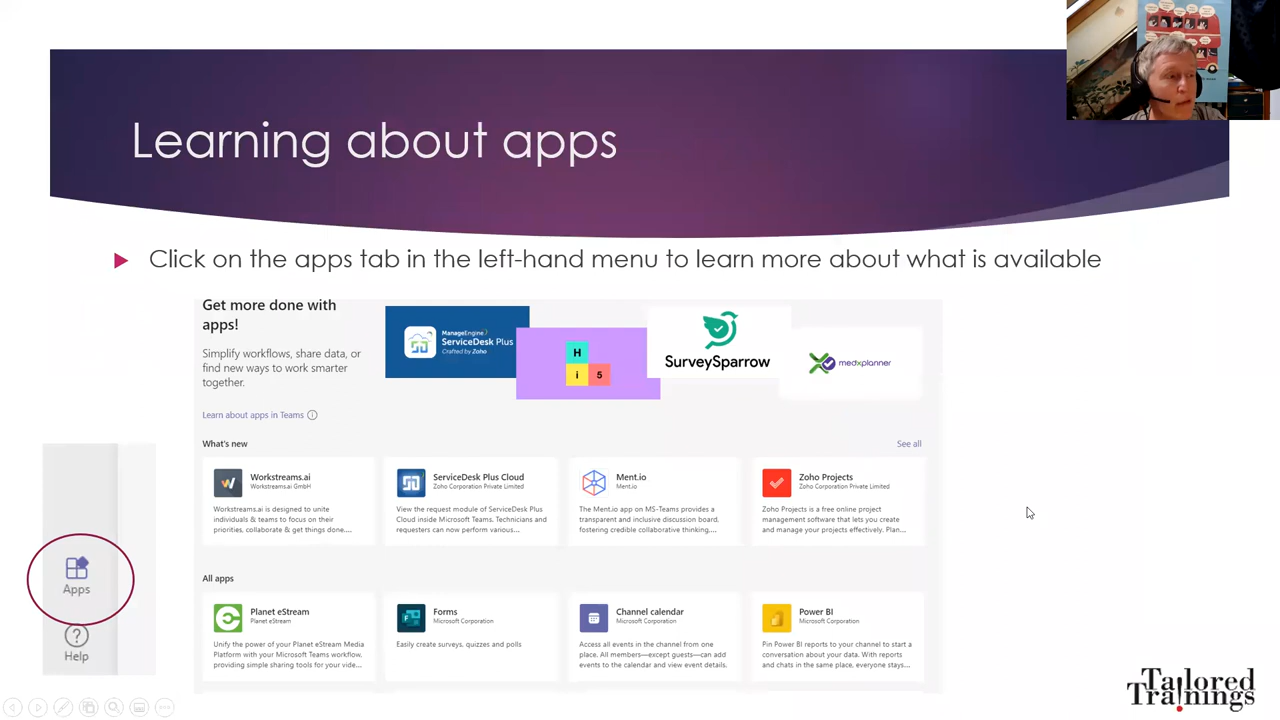 Learning about apps
Click on the apps tab in the left-hand menu to learn more about what is available
Get more done with
apps!
Simplify workflows, share data, or
find new ways to work smarter
together.
Learn about apps in Teams
ManageEngine
ServiceDesk Plus
Crafted by Zoho
H
i 5
SurveySparrow
medxplanner
What's new
See all
Workstreams.ai
Workstreams.ai GmbH
Workstreams.ai is designed to unite
individuals & teams to focus on their
priorities, collaborate & get things done....
ServiceDesk Plus Cloud
Zoho Corporation Private Limited
View the request module of ServiceDesk Plus
Cloud inside Microsoft Teams. Technicians and
requesters can now perform various...
Ment.io
Ment.io
The Ment.io app on MS-Teams provides a
transparent and inclusive discussion board,
fostering credible collaborative thinking,...
Zoho Projects
Zoho Corporation Private Limited
Zoho Projects is a free online project
management software that lets you create
and manage your projects effectively. Plan...
All apps
Planet eStream
Planet eStream
Unify the power of your Planet eStream Media
Platform with your Microsoft Teams workflow,
providing simple sharing tools for your vide...
Forms
Microsoft Corporation
Easily create surveys, quizzes and polls
Channel calendar
Microsoft Corporation
Access all events in the channel from one
place. All members—except guests—can add
events to the calendar and view event details.
Power BI
Microsoft Corporation
Pin Power BI reports to your channel to start a
conversation about your data. With reports
and chats in the same place, everyone stays...
Apps
Help
Tailored
Trainings